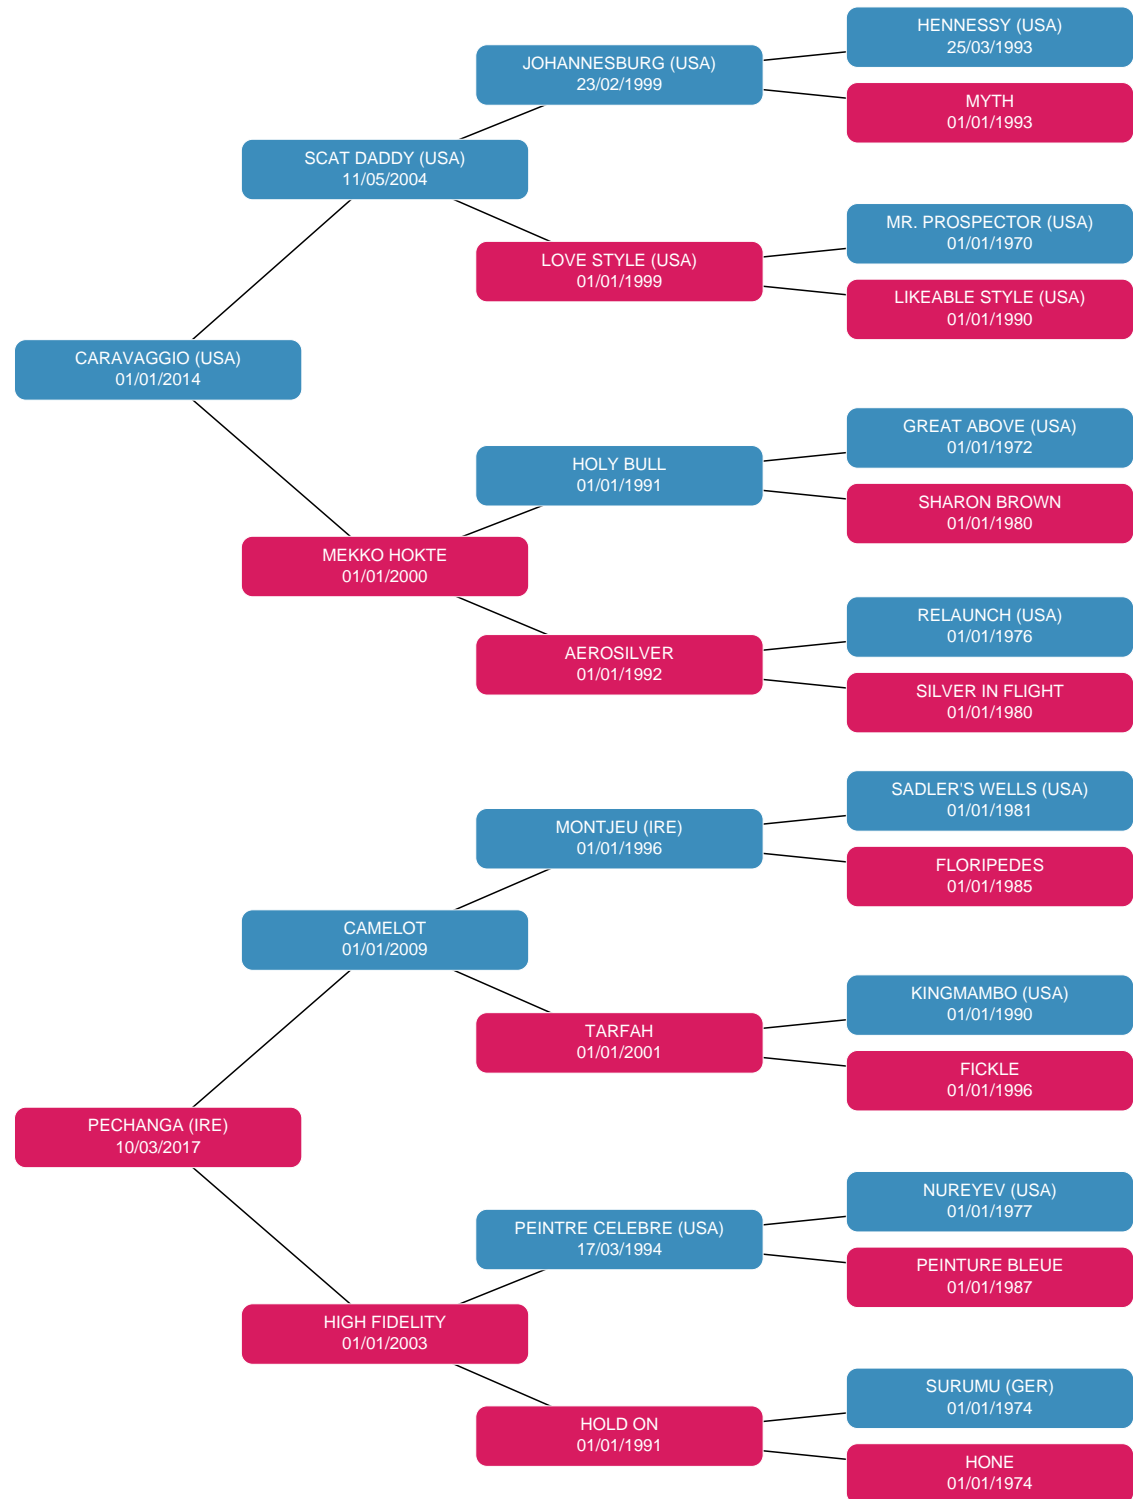 HENNESSY (USA)
25/03/1993
JOHANNESBURG (USA)
23/02/1999
MYTH
01/01/1993
SCAT DADDY (USA)
11/05/2004
MR. PROSPECTOR (USA)
01/01/1970
LOVE STYLE (USA)
01/01/1999
LIKEABLE STYLE (USA)
01/01/1990
CARAVAGGIO (USA)
01/01/2014
GREAT ABOVE (USA)
01/01/1972
HOLY BULL
01/01/1991
SHARON BROWN
01/01/1980
MEKKO HOKTE
01/01/2000
RELAUNCH (USA)
01/01/1976
AEROSILVER
01/01/1992
SILVER IN FLIGHT
01/01/1980
SADLER'S WELLS (USA)
01/01/1981
MONTJEU (IRE)
01/01/1996
FLORIPEDES
01/01/1985
CAMELOT
01/01/2009
KINGMAMBO (USA)
01/01/1990
TARFAH
01/01/2001
FICKLE
01/01/1996
PECHANGA (IRE)
10/03/2017
NUREYEV (USA)
01/01/1977
PEINTRE CELEBRE (USA)
17/03/1994
PEINTURE BLEUE
01/01/1987
HIGH FIDELITY
01/01/2003
SURUMU (GER)
01/01/1974
HOLD ON
01/01/1991
HONE
01/01/1974